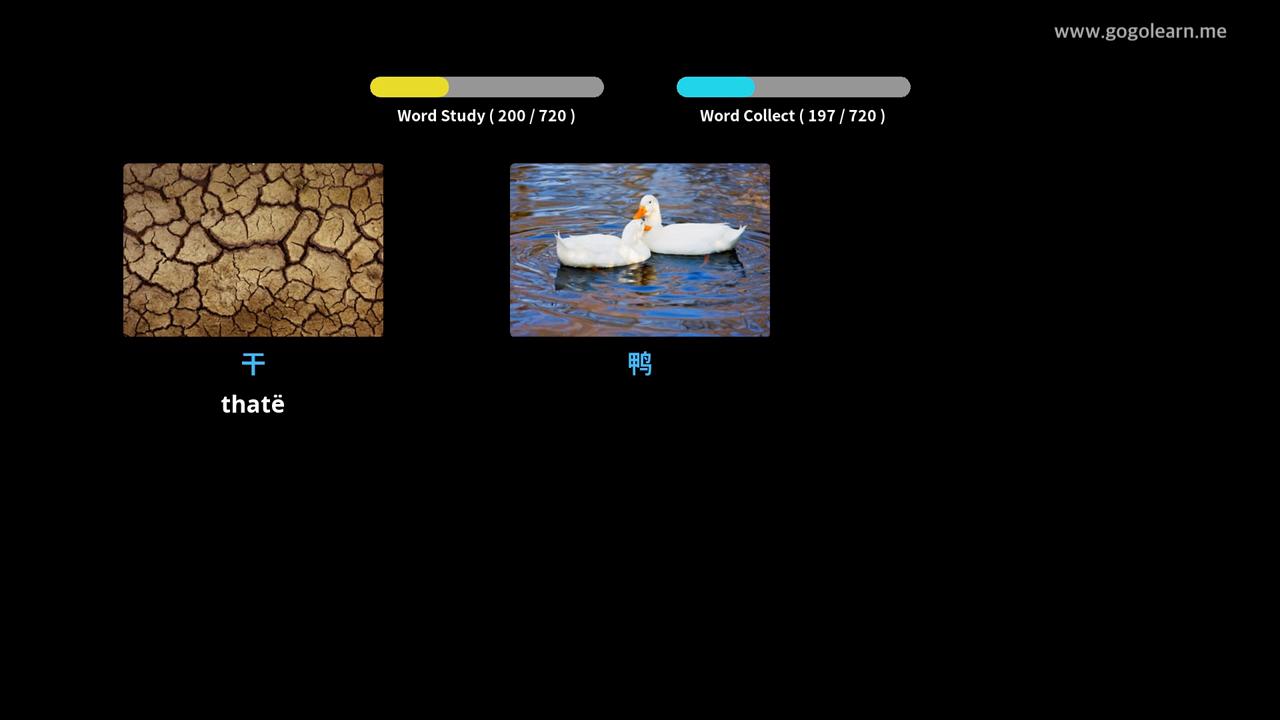 www.gogolearn.me
Word Study ( 200 / 720 )
Word Collect ( 197 / 720 )
干
thatë
鸭